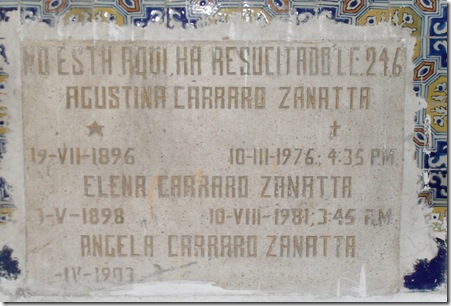 NO ESTA AQUI, HA RESUCITADO LC. 24,6
AGUSTINA CARRARO ZANATTA
19-VII-1896 10-III-1976; 4:35 P.M.
ELENA CARRARO ZANATTA
-V-1898 10-VIII-1981; 3:45 P.M.
ANGELA CARRARO ZANATTA
-IV-1903